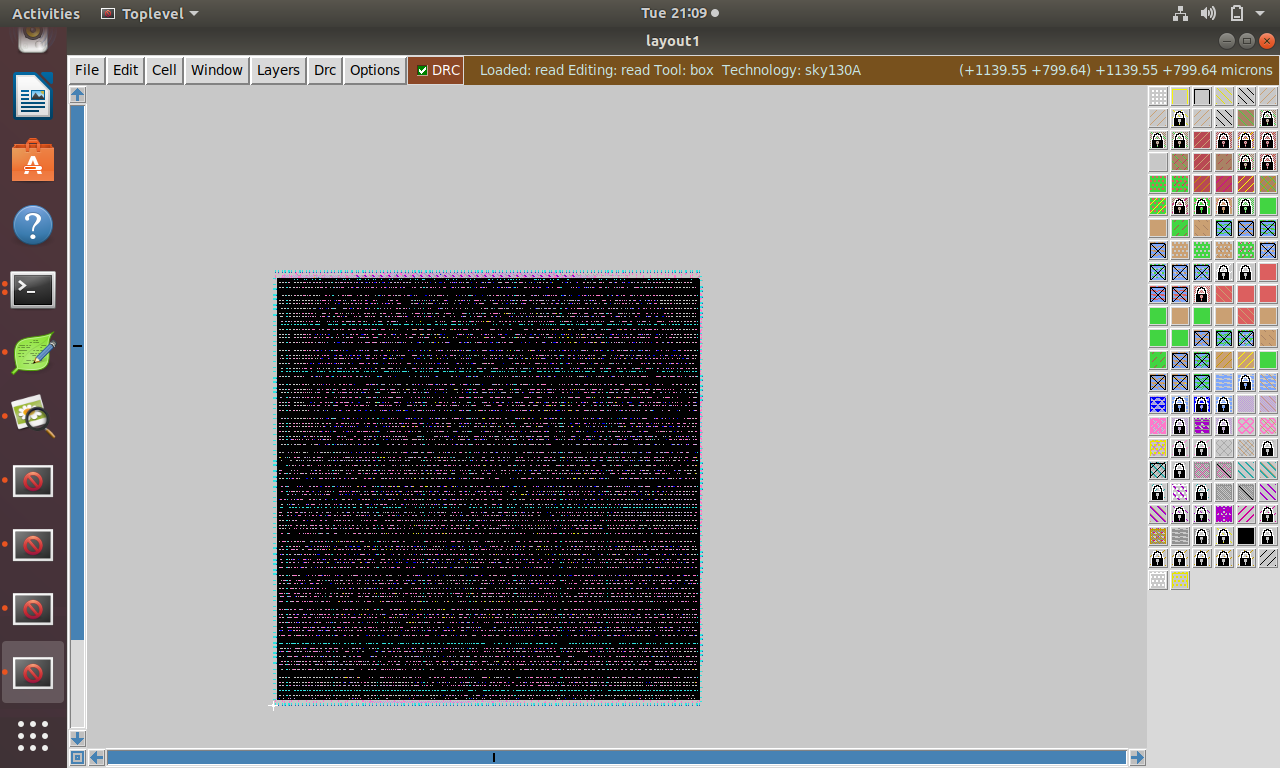 Activities Toplevel Tue 21:09
layout1
File Edit Cell Window Layers Drc Options DRC Loaded: read Editing: read Tool: box Technology: sky130A (+1139.55 +799.64) +1139.55 +799.64 microns